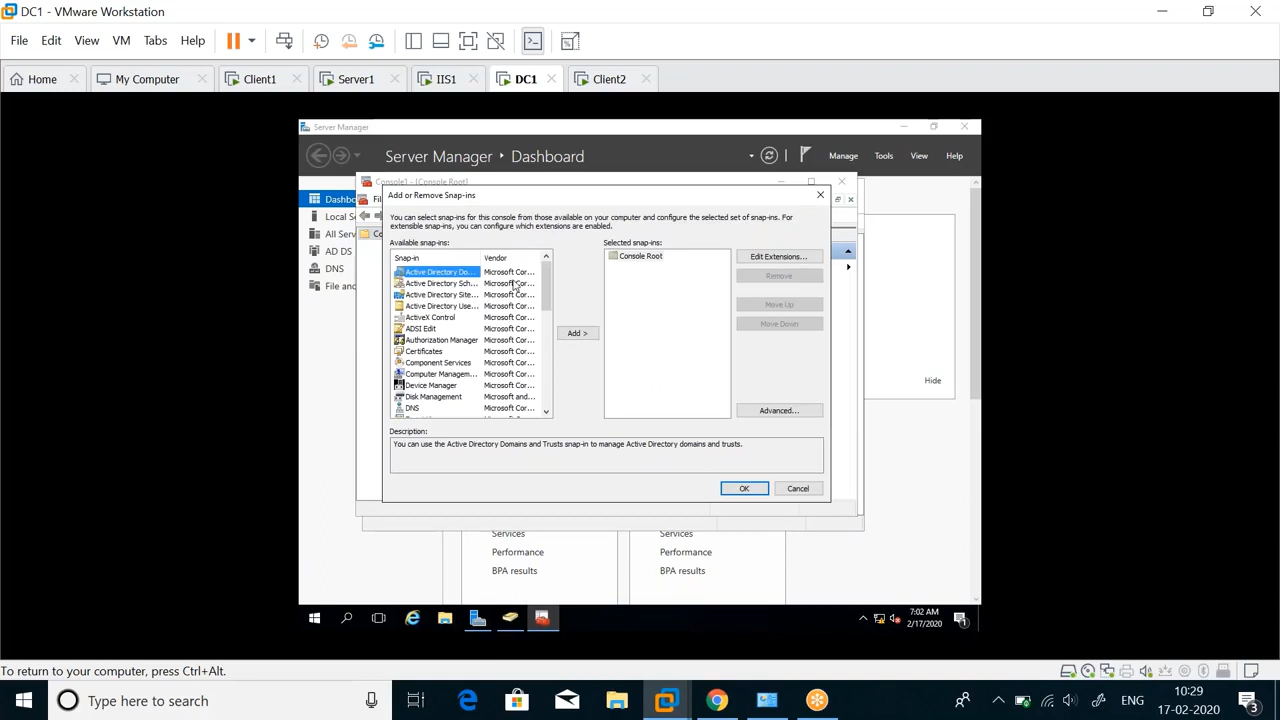 DC1 - VMware Workstation
File Edit View VM Tabs Help
Home My Computer Client1 Server1 IIS1 DC1 Client2
Server Manager
Server Manager Dashboard Manage Tools View Help
Console1 - [Console Root]
Dashbo
Local S
All Serv
AD DS
DNS
File and
Add or Remove Snap-ins
You can select snap-ins for this console from those available on your computer and configure the selected set of snap-ins. For
extensible snap-ins, you can configure which extensions are enabled.
Available snap-ins: Selected snap-ins:
Snap-in Vendor
Active Directory Do... Microsoft Cor...
Active Directory Sch... Microsoft Cor...
Active Directory Site... Microsoft Cor...
Active Directory Use... Microsoft Cor...
ActiveX Control Microsoft Cor...
ADSI Edit Microsoft Cor...
Authorization Manager Microsoft Cor...
Certificates Microsoft Cor...
Component Services Microsoft Cor...
Computer Managem... Microsoft Cor...
Device Manager Microsoft Cor...
Disk Management Microsoft and...
DNS Microsoft Cor...
Add >
Console Root
Edit Extensions...
Remove
Move Up
Move Down
Advanced...
Hide
Description:
You can use the Active Directory Domains and Trusts snap-in to manage Active Directory domains and trusts.
OK Cancel
Services Services
Performance Performance
BPA results BPA results
7:02 AM
2/17/2020
1
To return to your computer, press Ctrl+Alt.
Type here to search
ENG
10:29
17-02-2020
3